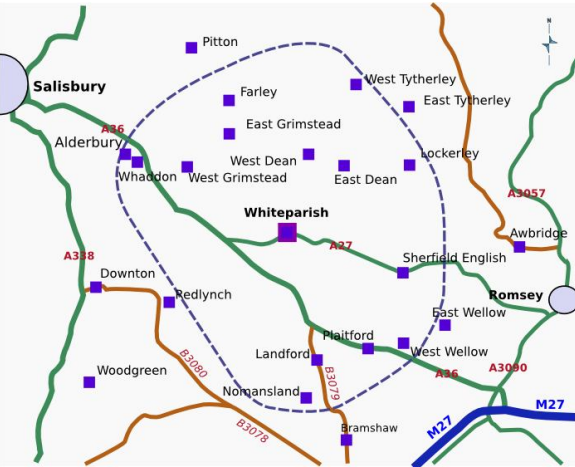 Pitton
N
West Tytherley
Salisbury
Farley
East Tytherley
A36
East Grimstead
Alderbury
West Dean
Lockerley
Whaddon
West Grimstead
East Dean
A3057
Whiteparish
A27
Awbridge
A338
Sherfield English
Downton
Pedlynch
Romsey
East Wellow
Plaitford
Landford
West Wellow
B3080
Woodgreen
B3079
A36
A3090
Nomansland
M27
B3078
Bramshaw
M27